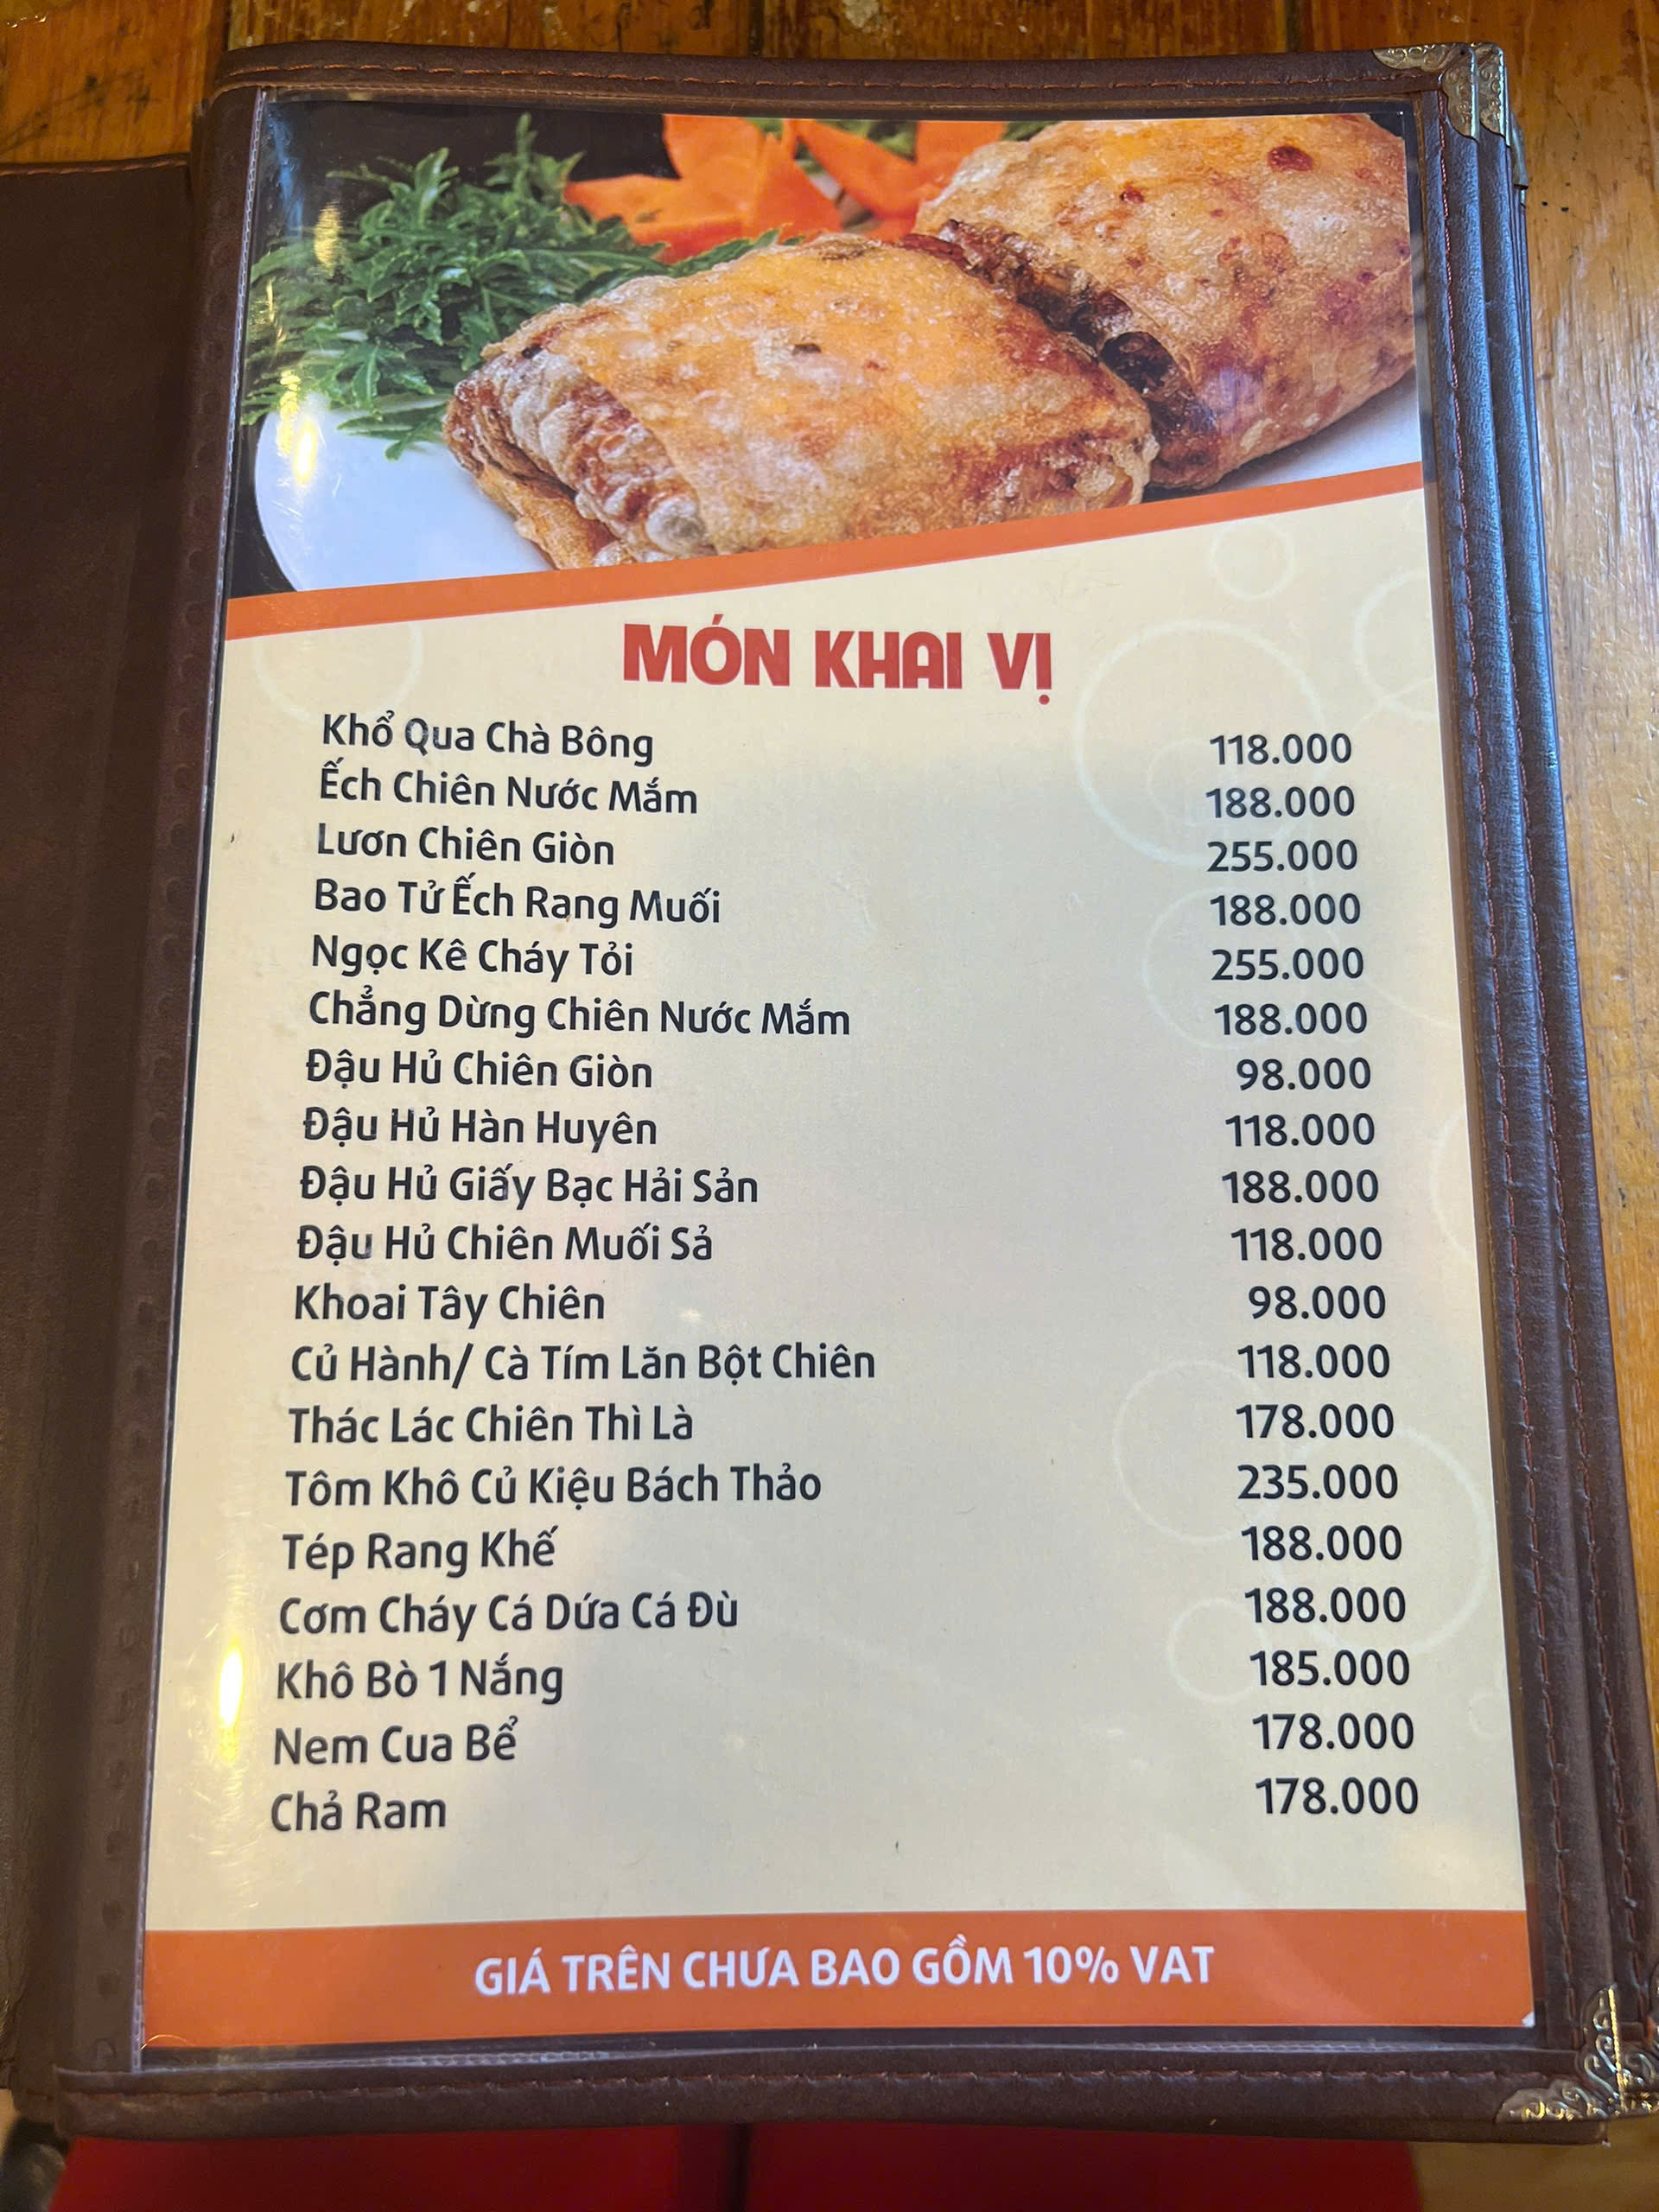 MÓN KHAI VỊ
Khổ Qua Chà Bông 118.000
Ếch Chiên Nước Mắm 188.000
Lươn Chiên Giòn 255.000
Bao Tử Ếch Rang Muối 188.000
Ngọc Kê Cháy Tỏi 255.000
Chẳng Dừng Chiên Nước Mắm 188.000
Đậu Hủ Chiên Giòn 98.000
Đậu Hủ Hàn Huyên 118.000
Đậu Hủ Giấy Bạc Hải Sản 188.000
Đậu Hủ Chiên Muối Sả 118.000
Khoai Tây Chiên 98.000
Củ Hành/ Cà Tím Lăn Bột Chiên 118.000
Thác Lác Chiên Thì Là 178.000
Tôm Khô Củ Kiệu Bách Thảo 235.000
Tép Rang Khế 188.000
Cơm Cháy Cá Dứa Cá Đù 188.000
Khô Bò 1 Nắng 185.000
Nem Cua Bể 178.000
Chả Ram 178.000
GIÁ TRÊN CHƯA BAO GỒM 10% VAT